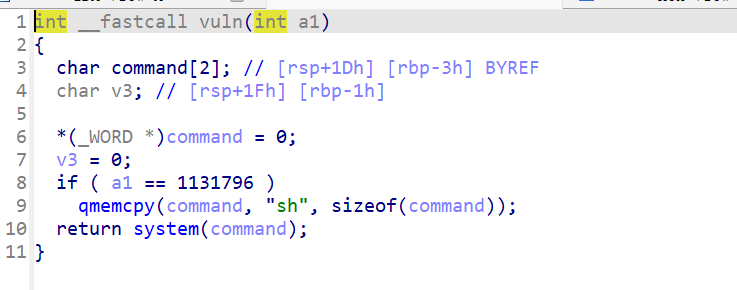 1 int __fastcall vuln(int a1)
2 {
3 char command[2]; // [rsp+1Dh] [rbp-3h] BYREF
4 char v3; // [rsp+1Fh] [rbp-1h]
5
6 *(_WORD *)command = 0;
7 v3 = 0;
8 if ( a1 == 1131796 )
9 qmemcpy(command, "sh", sizeof(command));
10 return system(command);
11 }